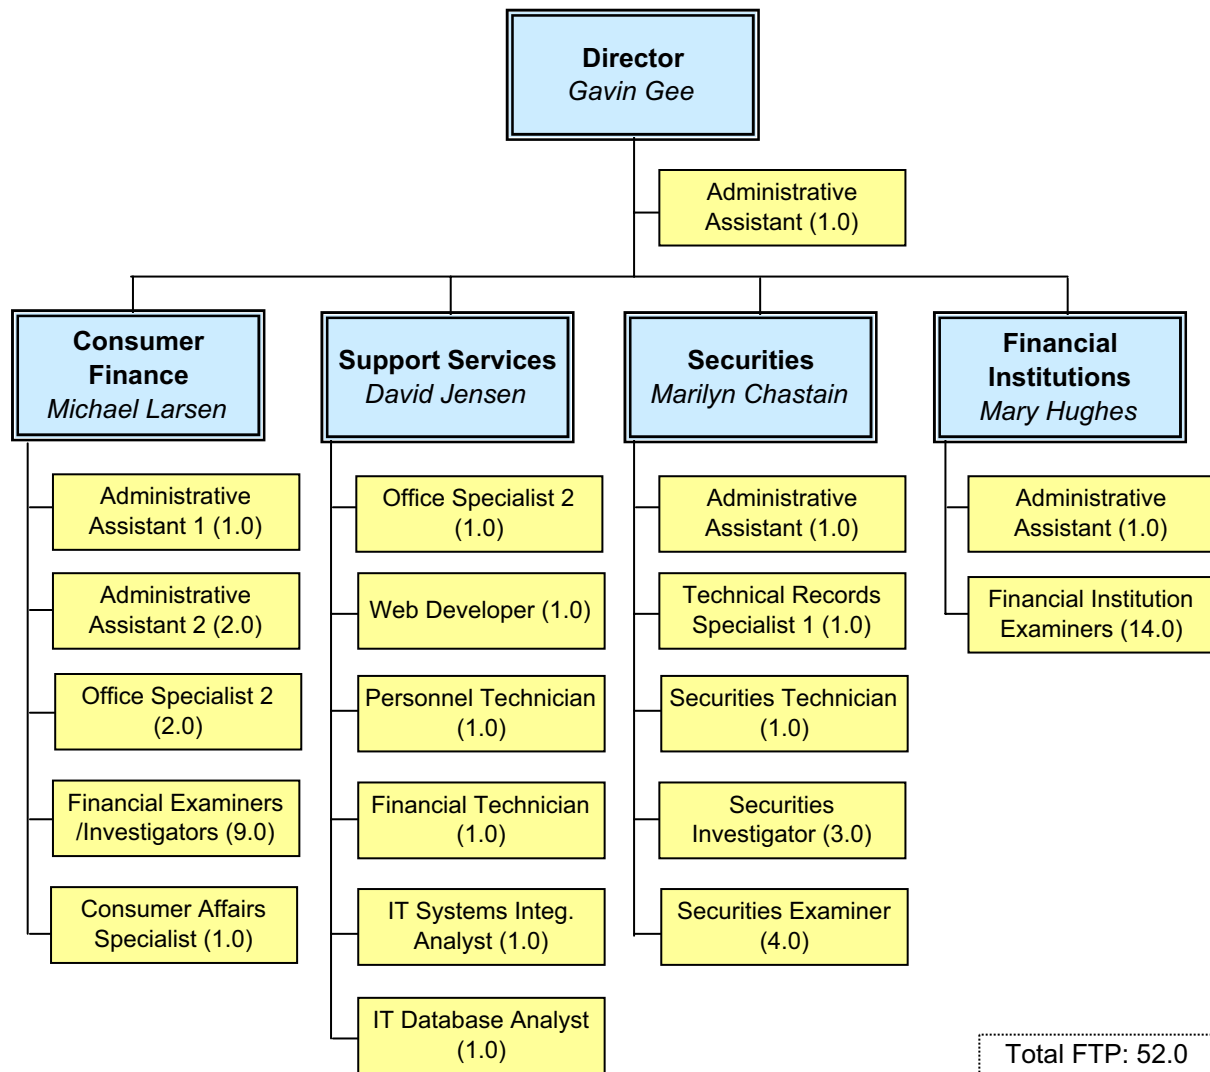 Director
Gavin Gee
Administrative
Assistant (1.0)
Consumer
Finance
Michael Larsen
Support Services
David Jensen
Securities
Marilyn Chastain
Financial
Institutions
Mary Hughes
Administrative
Assistant 1 (1.0)
Administrative
Assistant 2 (2.0)
Office Specialist 2
(2.0)
Financial Examiners
/Investigators (9.0)
Consumer Affairs
Specialist (1.0)
Office Specialist 2
(1.0)
Web Developer (1.0)
Personnel Technician
(1.0)
Financial Technician
(1.0)
IT Systems Integ.
Analyst (1.0)
IT Database Analyst
(1.0)
Administrative
Assistant (1.0)
Technical Records
Specialist 1 (1.0)
Securities Technician
(1.0)
Securities
Investigator (3.0)
Securities Examiner
(4.0)
Administrative
Assistant (1.0)
Financial Institution
Examiners (14.0)
Total FTP: 52.0